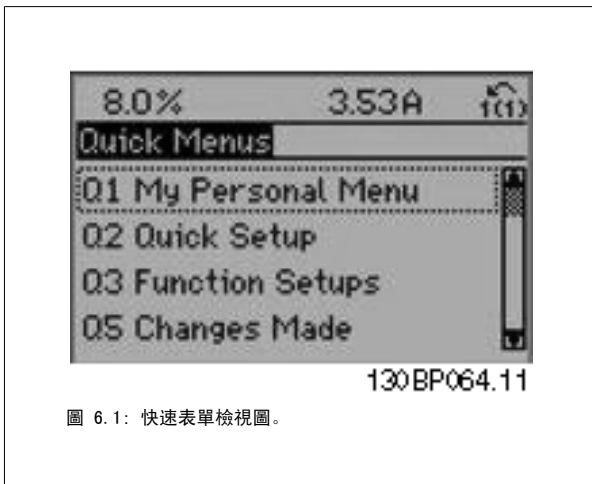 8.0% 3.53A 1(1)
Quick Menus
Q1 My Personal Menu
Q2 Quick Setup
Q3 Function Setups
Q5 Changes Made
130BP064.11
圖 6.1: 快速表單檢視圖。